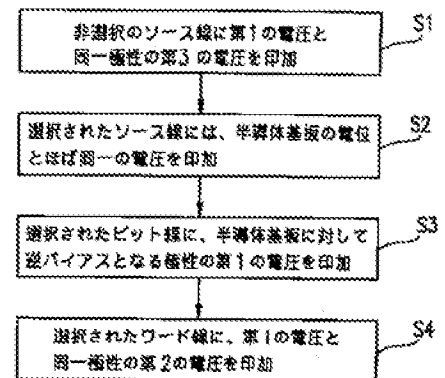 S1
非選択のソース線に第1の電圧と
同一極性の第3の電圧を印加
S2
選択されたソース線には、半導体基板の電位
とほぼ同一の電圧を印加
S3
選択されたビット線に、半導体基板に対して
逆バイアスとなる極性の第1の電圧を印加
S4
選択されたワード線に、第1の電圧と
同一極性の第2の電圧を印加